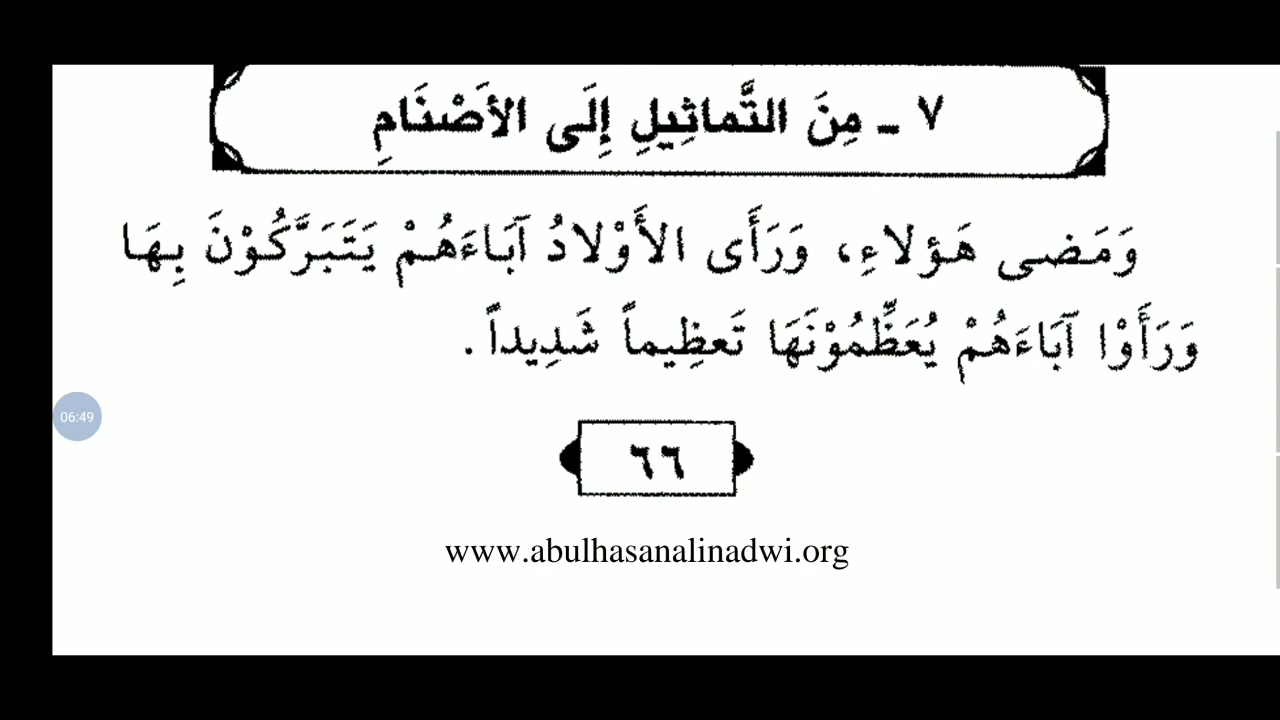 ٧ - مِنَ التَّماثِيلِ إِلَى الأَصْنَامِ
وَمَضى هَؤلاءِ، وَرَأَى الأَوْلادُ آبَاءَهُمْ يَتَبَرَّكُوْنَ بِهَا
وَرَأَوْا آبَاءَهُمْ يُعَظِّمُوْنَهَا تَعظِيماً شَدِيداً.
06:49
٦٦
www.abulhasanalinadwi.org